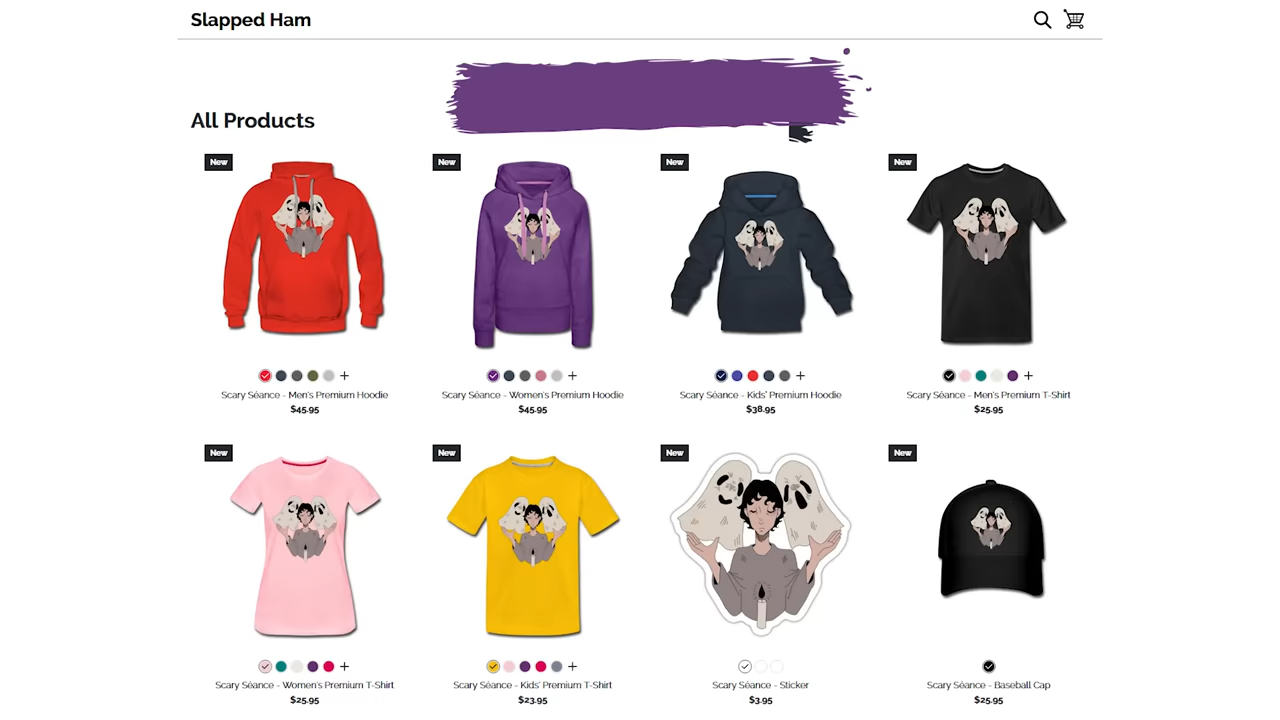 Slapped Ham
All Products
New
New
New
New
Scary Séance - Men's Premium Hoodie
$45.95
Scary Séance - Women's Premium Hoodie
$45.95
Scary Séance - Kids' Premium Hoodie
$38.95
Scary Séance - Men's Premium T-Shirt
$25.95
New
New
New
New
Scary Séance - Women's Premium T-Shirt
$25.95
Scary Séance - Kids' Premium T-Shirt
$23.95
Scary Séance - Sticker
$3.95
Scary Séance - Baseball Cap
$25.95